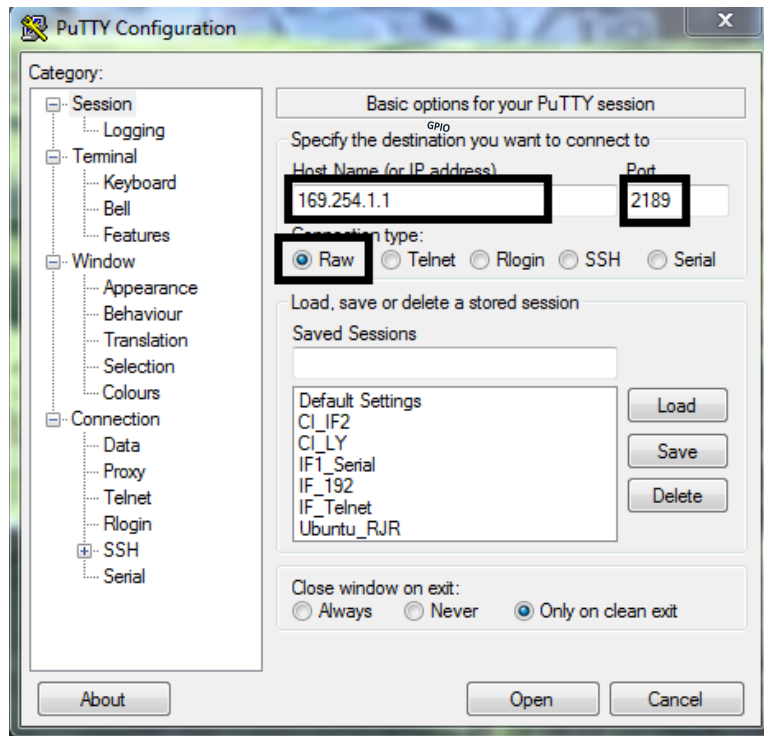 PuTTY Configuration
x
Category:
Session
Logging
Terminal
Keyboard
Bell
Features
Window
Appearance
Behaviour
Translation
Selection
Colours
Connection
Data
Proxy
Telnet
Rlogin
SSH
Serial
Basic options for your PuTTY session
GPIO
Specify the destination you want to connect to
Host Name (or IP address) Port
169.254.1.1 2189
Connection type:
Raw Telnet Rlogin SSH Serial
Load, save or delete a stored session
Saved Sessions
Default Settings
CI_IF2
CI_LY
IF1_Serial
IF_192
IF_Telnet
Ubuntu_RJR
Load
Save
Delete
Close window on exit:
Always Never Only on clean exit
About Open Cancel